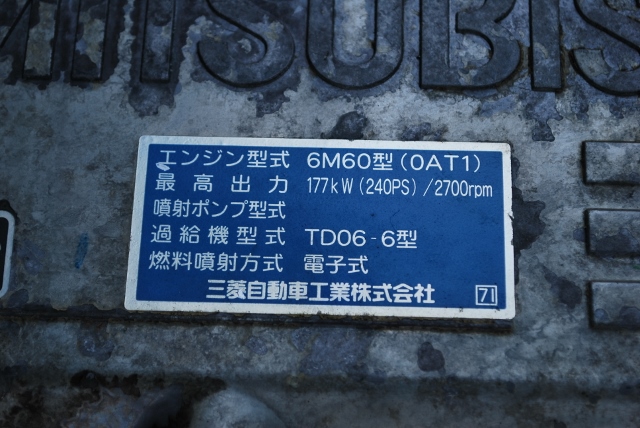 MITSUBIS
エンジン型式 6M60型(0AT1)
最高出力 177kW(240PS)/2700rpm
噴射ポンプ型式
過給機型式 TD06-6型
燃料噴射方式 電子式
三菱自動車工業株式会社 71